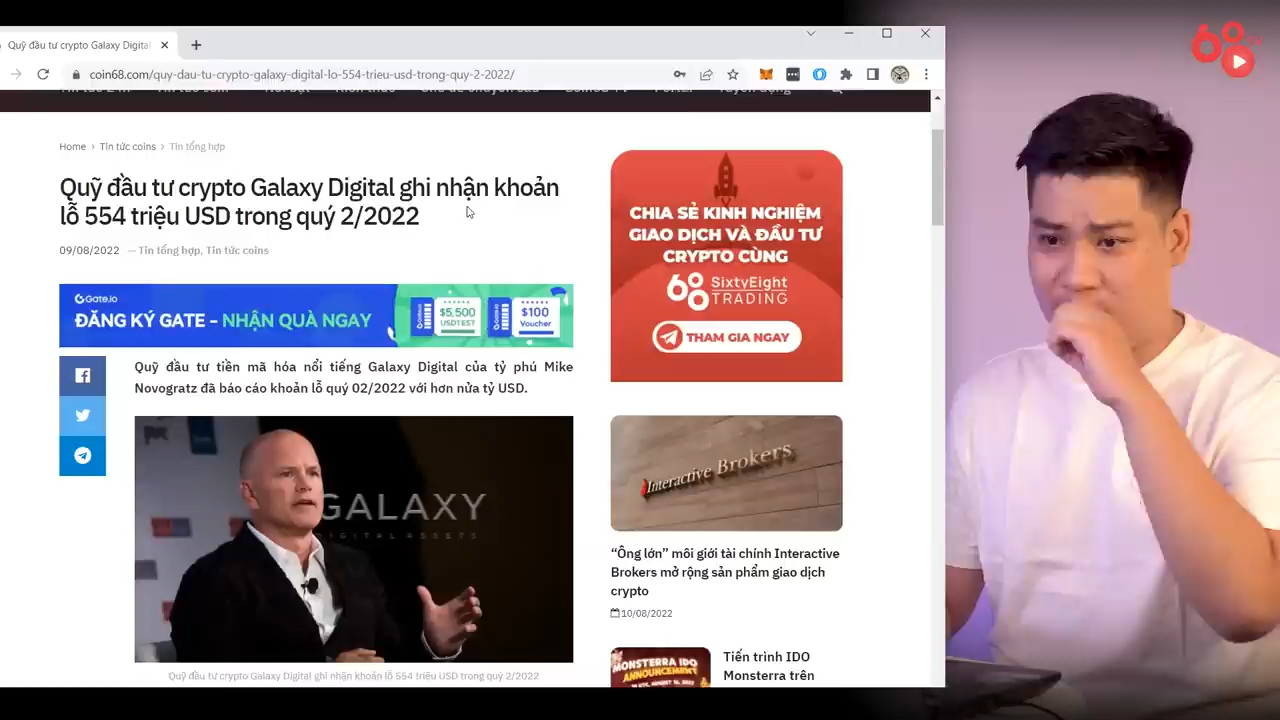 Quỹ đầu tư crypto Galaxy Digital
coin68.com/quy-dau-tu-crypto-galaxy-digital-lo-554-trieu-usd-trong-quy-2-2022/
Home › Tin tức coins › Tin tổng hợp
Quỹ đầu tư crypto Galaxy Digital ghi nhận khoản
lỗ 554 triệu USD trong quý 2/2022
09/08/2022 — Tin tổng hợp, Tin tức coins
Gate.io
ĐĂNG KÝ GATE - NHẬN QUÀ NGAY
$5,500
USDTEST
$100
Voucher
Quỹ đầu tư tiền mã hóa nổi tiếng Galaxy Digital của tỷ phú Mike
Novogratz đã báo cáo khoản lỗ quý 02/2022 với hơn nửa tỷ USD.
GALAXY
DIGITAL ASSETS
Quỹ đầu tư crypto Galaxy Digital ghi nhận khoản lỗ 554 triệu USD trong quý 2/2022
CHIA SẺ KINH NGHIỆM
GIAO DỊCH VÀ ĐẦU TƯ
CRYPTO CÙNG
68 SixtyEight
TRADING
THAM GIA NGAY
Interactive Brokers
“Ông lớn” môi giới tài chính Interactive
Brokers mở rộng sản phẩm giao dịch
crypto
10/08/2022
MONSTERRA IDO
ANNOUNCEMENT
Tiến trình IDO
Monsterra trên
68